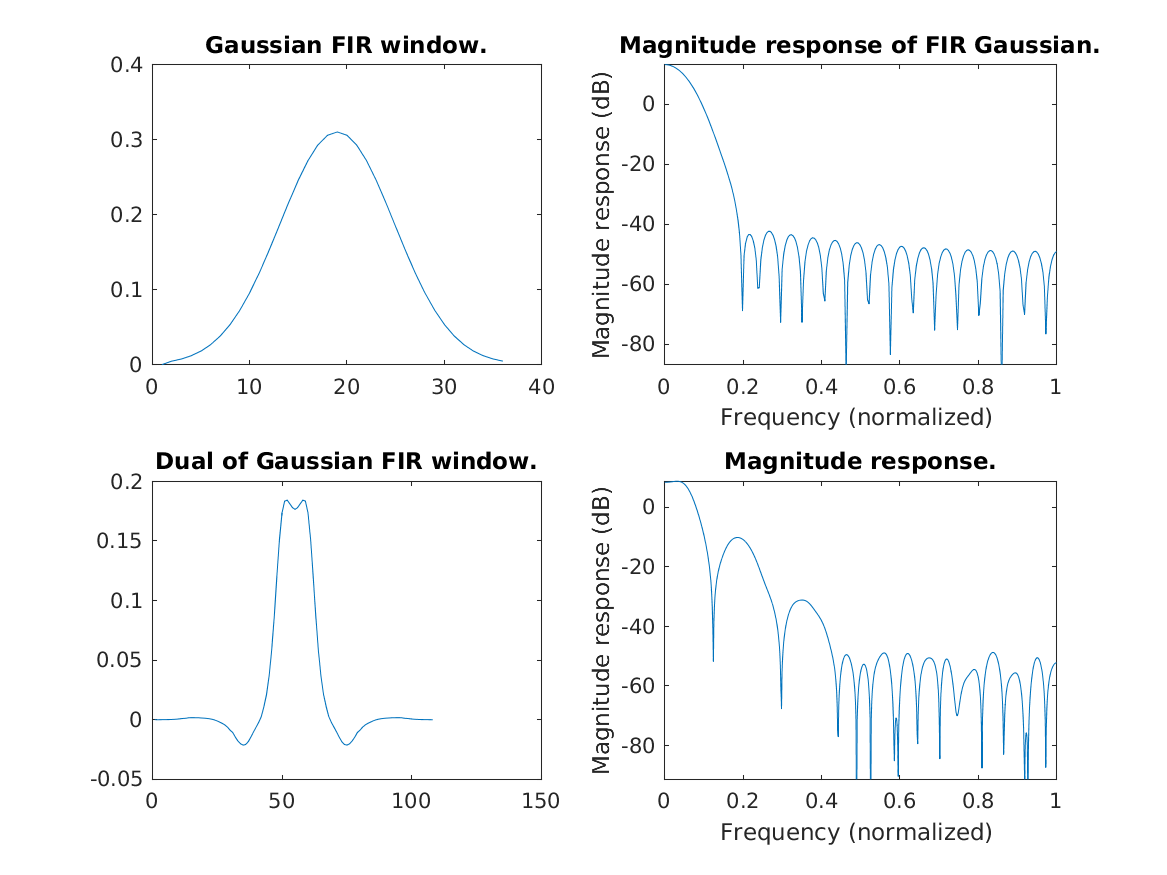 Gaussian FIR window.
0.4
0.3
0.2
0.1
0
0 10 20 30 40
Magnitude response of FIR Gaussian.
Magnitude response (dB)
0
-20
-40
-60
-80
0 0.2 0.4 0.6 0.8 1
Frequency (normalized)
Dual of Gaussian FIR window.
0.2
0.15
0.1
0.05
0
-0.05
0 50 100 150
Magnitude response.
Magnitude response (dB)
0
-20
-40
-60
-80
0 0.2 0.4 0.6 0.8 1
Frequency (normalized)